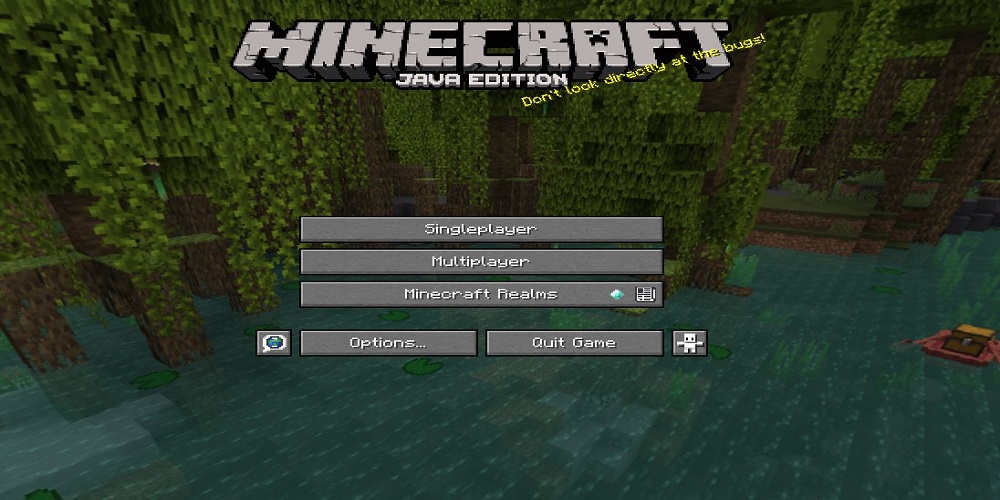 MINECRAFT
JAVA EDITION
Don't look directly at the bugs!
Singleplayer
Multiplayer
Minecraft Realms
Options...
Quit Game